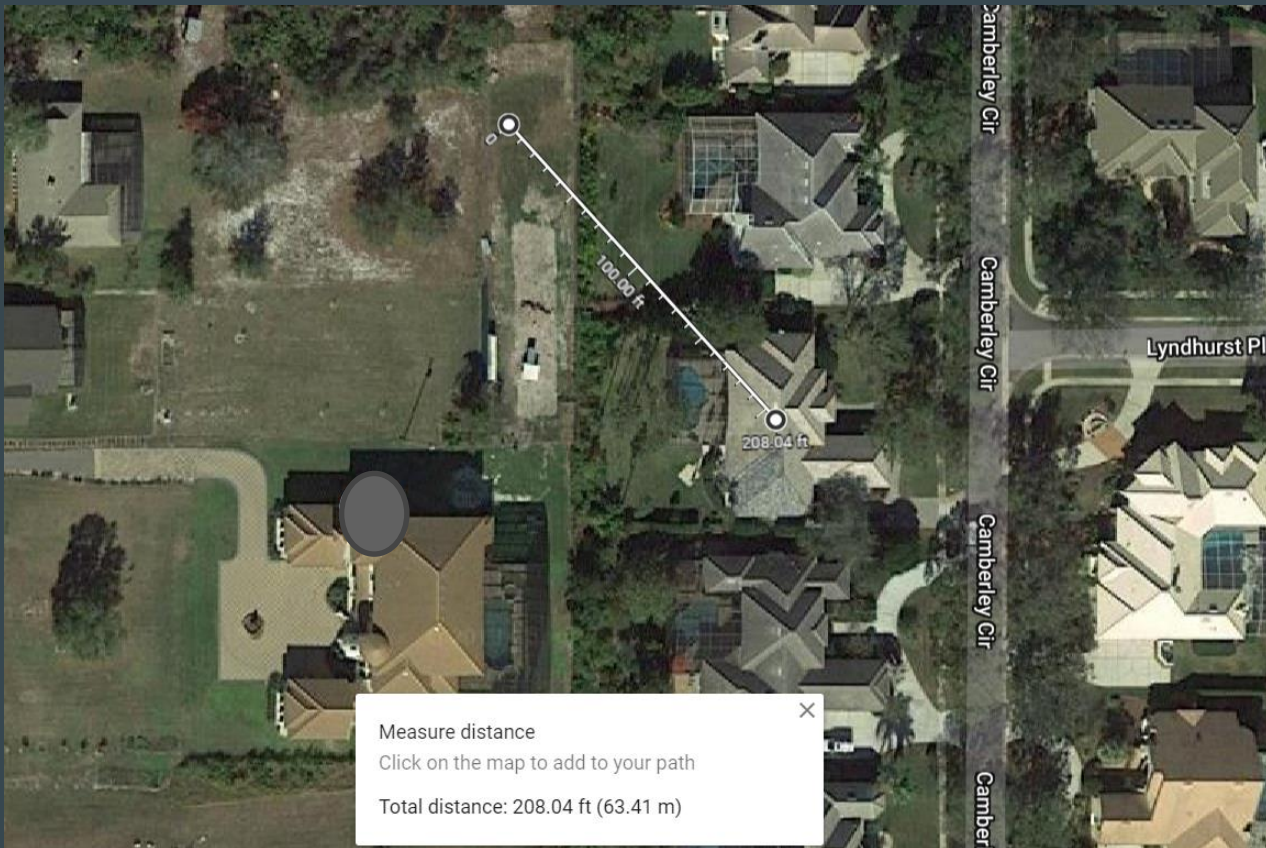 Camberley Cir
0
100.00 ft
Camberley Cir
Lyndhurst Pl
208.04 ft
Camberley Cir
Camber
Measure distance
Click on the map to add to your path
Total distance: 208.04 ft (63.41 m)